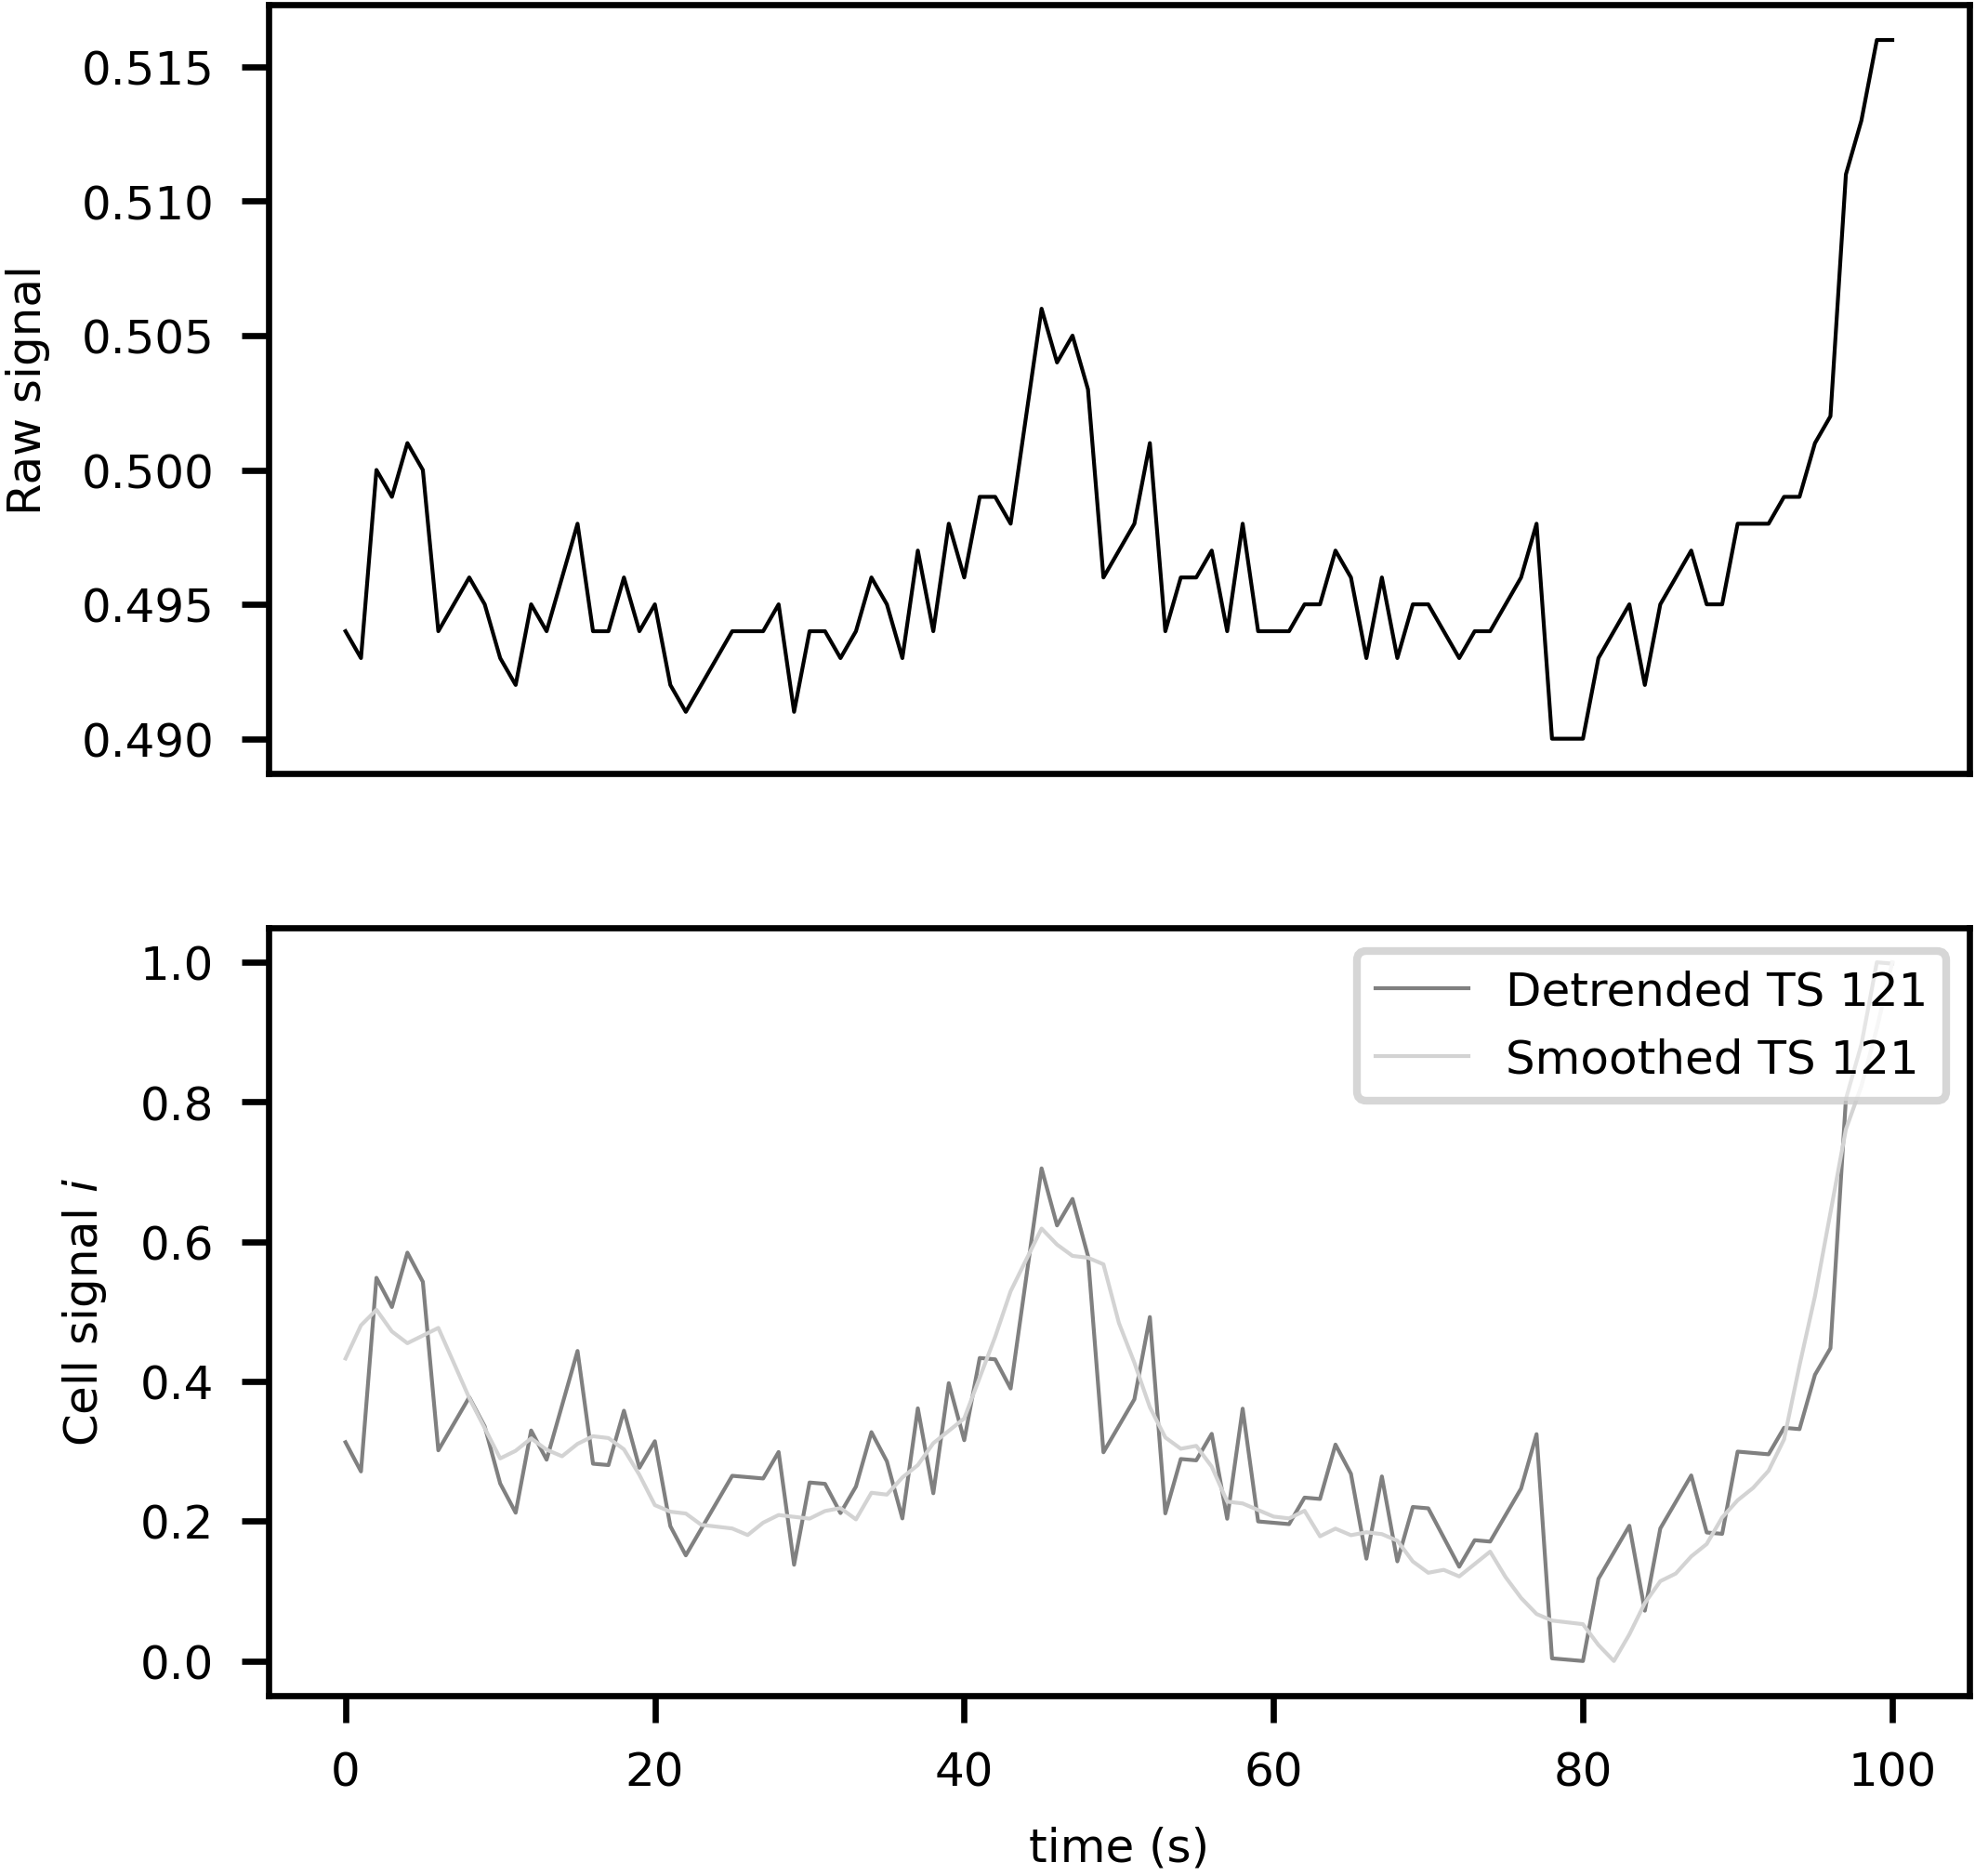 Raw signal
0.515
0.510
0.505
0.500
0.495
0.490
Cell signal i
1.0
0.8
0.6
0.4
0.2
0.0
Detrended TS 121
Smoothed TS 121
0 20 40 60 80 100
time (s)